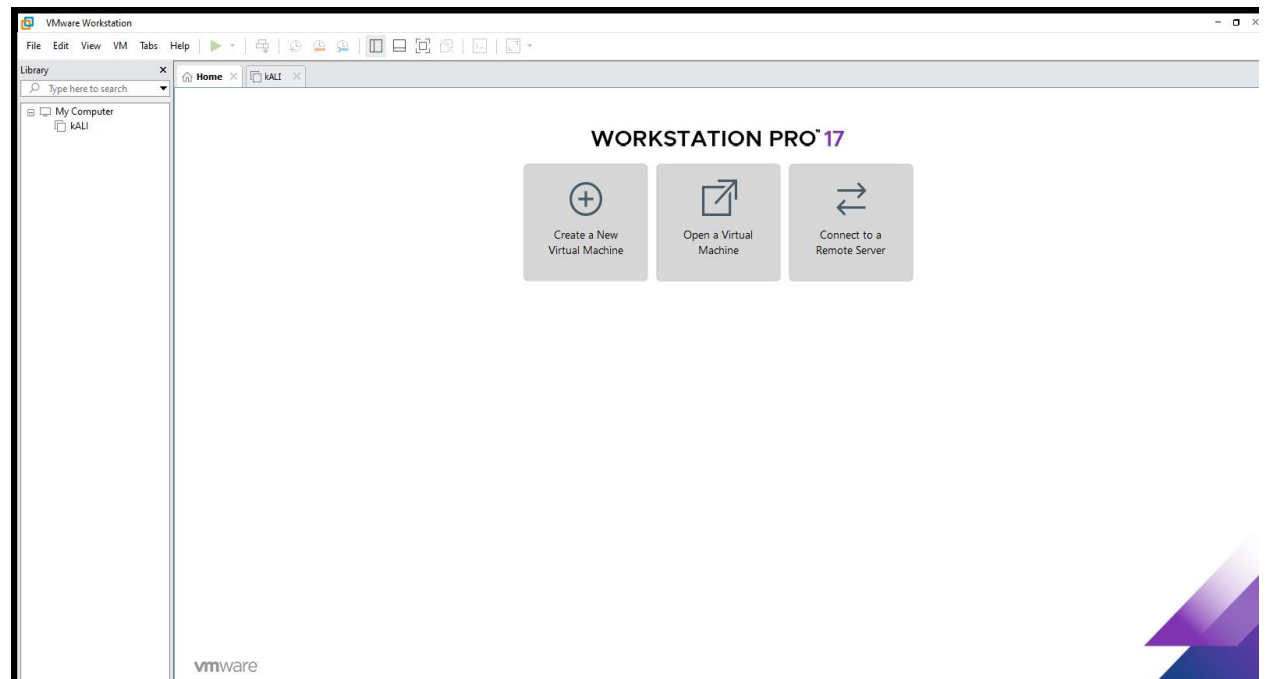 VMware Workstation
File Edit View VM Tabs Help
Library
Type here to search
My Computer
kALI
Home
kALI
WORKSTATION PRO™ 17
Create a New
Virtual Machine
Open a Virtual
Machine
Connect to a
Remote Server
vmware